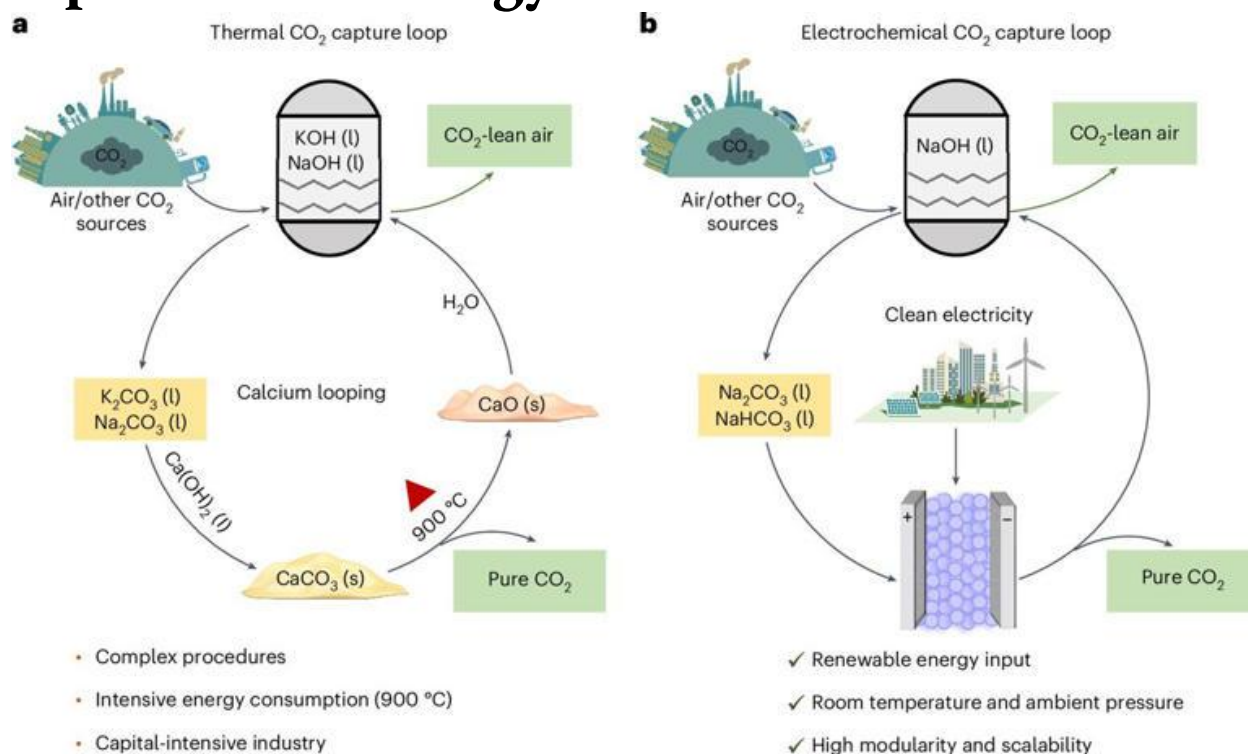 a
Thermal CO₂ capture loop
CO₂
Air/other CO₂
sources
KOH (l)
NaOH (l)
CO₂-lean air
H₂O
K₂CO₃ (l)
Na₂CO₃ (l)
Calcium looping
CaO (s)
Ca(OH)₂ (l)
900 °C
CaCO₃ (s)
Pure CO₂
• Complex procedures
• Intensive energy consumption (900 °C)
• Capital-intensive industry
b
Electrochemical CO₂ capture loop
CO₂
Air/other CO₂
sources
NaOH (l)
CO₂-lean air
Clean electricity
Na₂CO₃ (l)
NaHCO₃ (l)
+
−
Pure CO₂
✓ Renewable energy input
✓ Room temperature and ambient pressure
✓ High modularity and scalability